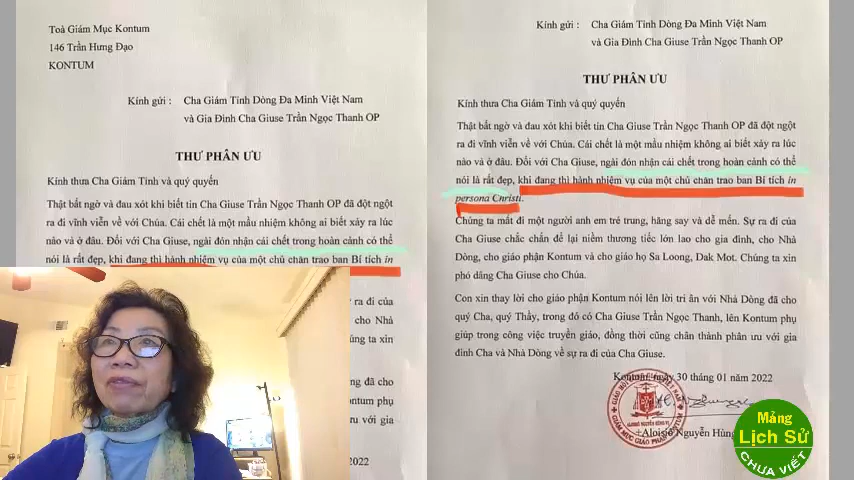 Toà Giám Mục Kontum
146 Trần Hưng Đạo
KONTUM
Kính gửi : Cha Giám Tỉnh Dòng Đa Minh Việt Nam
và Gia Đình Cha Giuse Trần Ngọc Thanh OP
THƯ PHÂN ƯU
Kính thưa Cha Giám Tỉnh và quý quyến
Thật bất ngờ và đau xót khi biết tin Cha Giuse Trần Ngọc Thanh OP đã đột ngột
ra đi vĩnh viễn về với Chúa. Cái chết là một mầu nhiệm không ai biết xảy ra lúc
nào và ở đâu. Đối với Cha Giuse, ngài đón nhận cái chết trong hoàn cảnh có thể
nói là rất đẹp, khi đang thi hành nhiệm vụ của một chủ chăn trao ban Bí tích in
ra đi của
cho Nhà
úng ta xin
đã cho
Kontum phụ
u với gia
2022
Kính gửi : Cha Giám Tỉnh Dòng Đa Minh Việt Nam
và Gia Đình Cha Giuse Trần Ngọc Thanh OP
THƯ PHÂN ƯU
Kính thưa Cha Giám Tỉnh và quý quyến
Thật bất ngờ và đau xót khi biết tin Cha Giuse Trần Ngọc Thanh OP đã đột ngột
ra đi vĩnh viễn về với Chúa. Cái chết là một mầu nhiệm không ai biết xảy ra lúc
nào và ở đâu. Đối với Cha Giuse, ngài đón nhận cái chết trong hoàn cảnh có thể
nói là rất đẹp, khi đang thi hành nhiệm vụ của một chủ chăn trao ban Bí tích in
persona Christi.
Chúng ta mất đi một người anh em trẻ trung, hăng say và dễ mến. Sự ra đi của
Cha Giuse chắc chắn để lại niềm thương tiếc lớn lao cho gia đình, cho Nhà
Dòng, cho giáo phận Kontum và cho giáo họ Sa Loong, Dak Mot. Chúng ta xin
phó dâng Cha Giuse cho Chúa.
Con xin thay lời cho giáo phận Kontum nói lên lời tri ân với Nhà Dòng đã cho
quý Cha, quý Thầy, trong đó có Cha Giuse Trần Ngọc Thanh, lên Kontum phụ
giúp trong công việc truyền giáo, đồng thời cũng chân thành phân ưu với gia
đình Cha và Nhà Dòng về sự ra đi của Cha Giuse.
Kontum, ngày 30 tháng 01 năm 2022
+Aloisiô Nguyễn Hùng
Mảng
Lịch Sử
CHƯA VIẾT